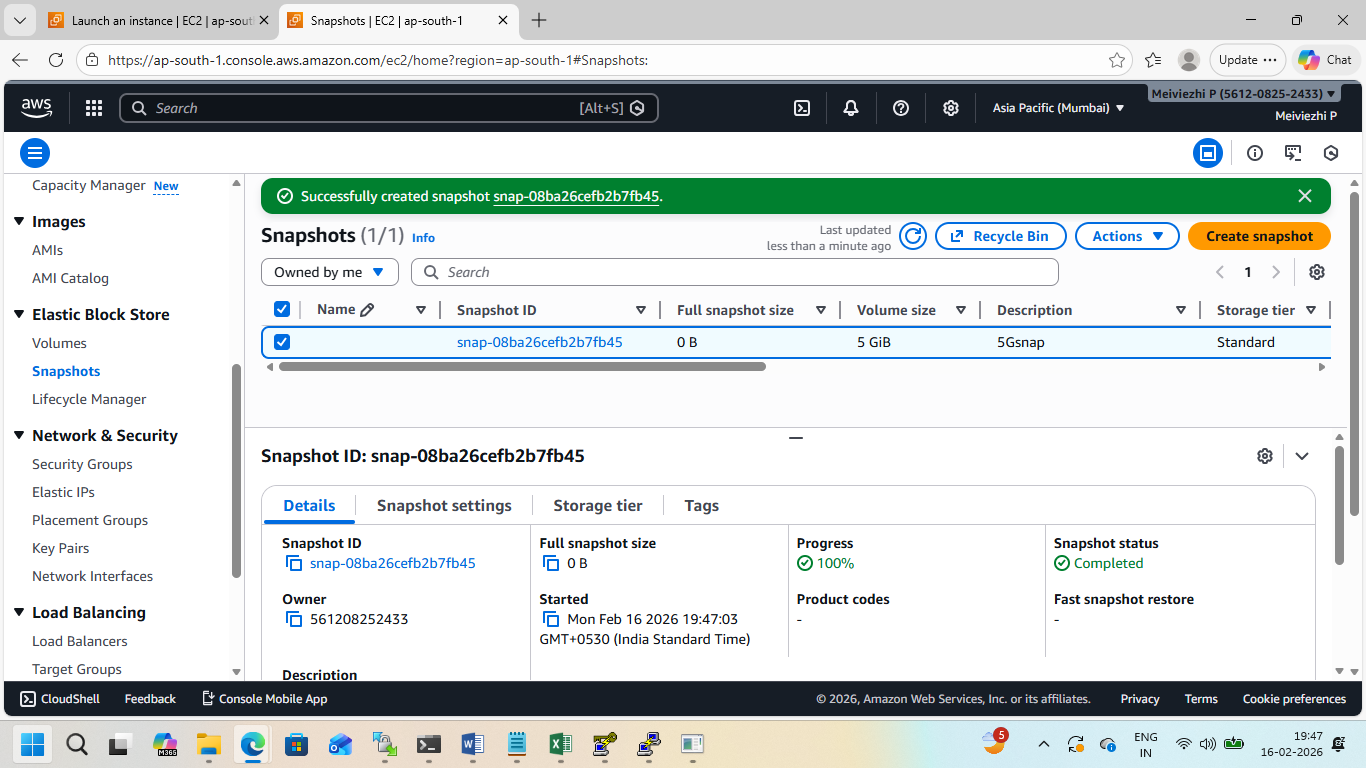 Launch an instance | EC2 | ap-sout
Snapshots | EC2 | ap-south-1
https://ap-south-1.console.aws.amazon.com/ec2/home?region=ap-south-1#Snapshots:
Update
Chat
aws
Search
[Alt+S]
Asia Pacific (Mumbai)
Meiviezhi P (5612-0825-2433)
Meiviezhi P
Capacity Manager New
Images
AMIs
AMI Catalog
Elastic Block Store
Volumes
Snapshots
Lifecycle Manager
Network & Security
Security Groups
Elastic IPs
Placement Groups
Key Pairs
Network Interfaces
Load Balancing
Load Balancers
Target Groups
Successfully created snapshot snap-08ba26cefb2b7fb45.
Snapshots (1/1) Info
Last updated
less than a minute ago
Recycle Bin
Actions
Create snapshot
Owned by me
Search
1
Name Snapshot ID Full snapshot size Volume size Description Storage tier
snap-08ba26cefb2b7fb45 0 B 5 GiB 5Gsnap Standard
Snapshot ID: snap-08ba26cefb2b7fb45
Details Snapshot settings Storage tier Tags
Snapshot ID Full snapshot size Progress Snapshot status
snap-08ba26cefb2b7fb45 0 B 100% Completed
Owner Started Product codes Fast snapshot restore
561208252433 Mon Feb 16 2026 19:47:03 - -
GMT+0530 (India Standard Time)
Description
CloudShell Feedback Console Mobile App © 2026, Amazon Web Services, Inc. or its affiliates. Privacy Terms Cookie preferences
M365
5
ENG
IN
19:47
16-02-2026